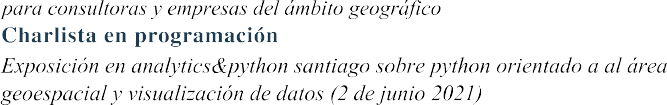 para consultoras y empresas del ámbito geográfico
Charlista en programación
Exposición en analytics&python santiago sobre python orientado a al área
geoespacial y visualización de datos (2 de junio 2021)